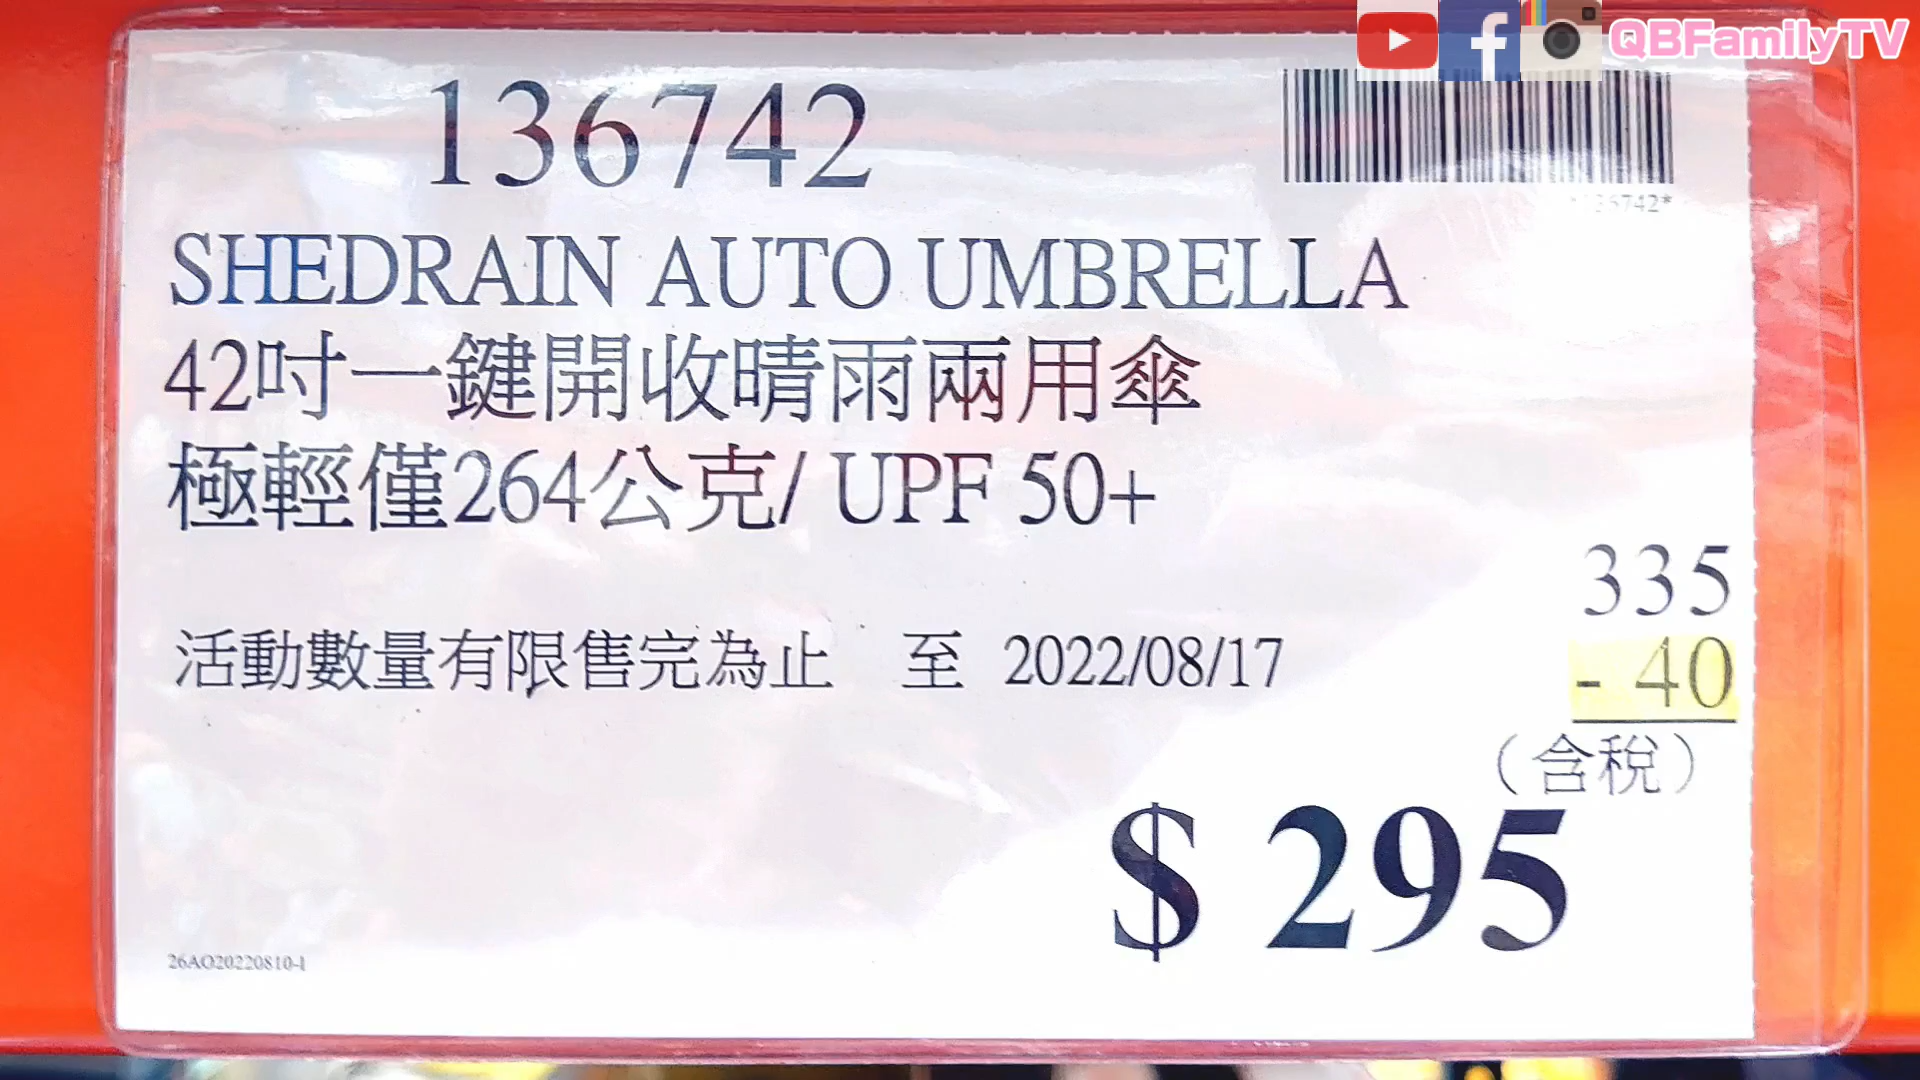 QBFamilyTV
136742
SHEDRAIN AUTO UMBRELLA
42吋一鍵開收晴雨兩用傘
極輕僅264公克/ UPF 50+
335
活動數量有限售完為止 至 2022/08/17
- 40
(含稅)
$ 295
26AO20220810-1